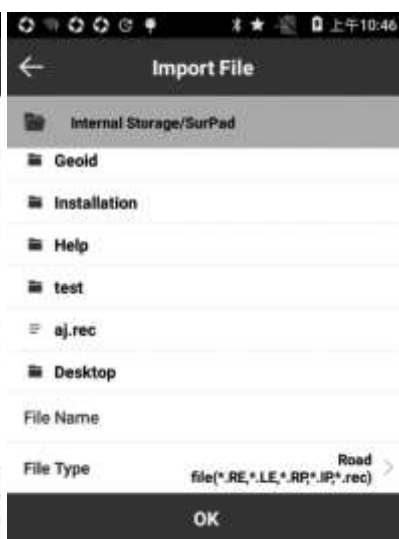 上午10:46
Import File
Internal Storage/SurPad
Geoid
Installation
Help
test
aj.rec
Desktop
File Name
File Type
Road
file(*.RE,*.LE,*.RP,*.IP,*.rec)
OK